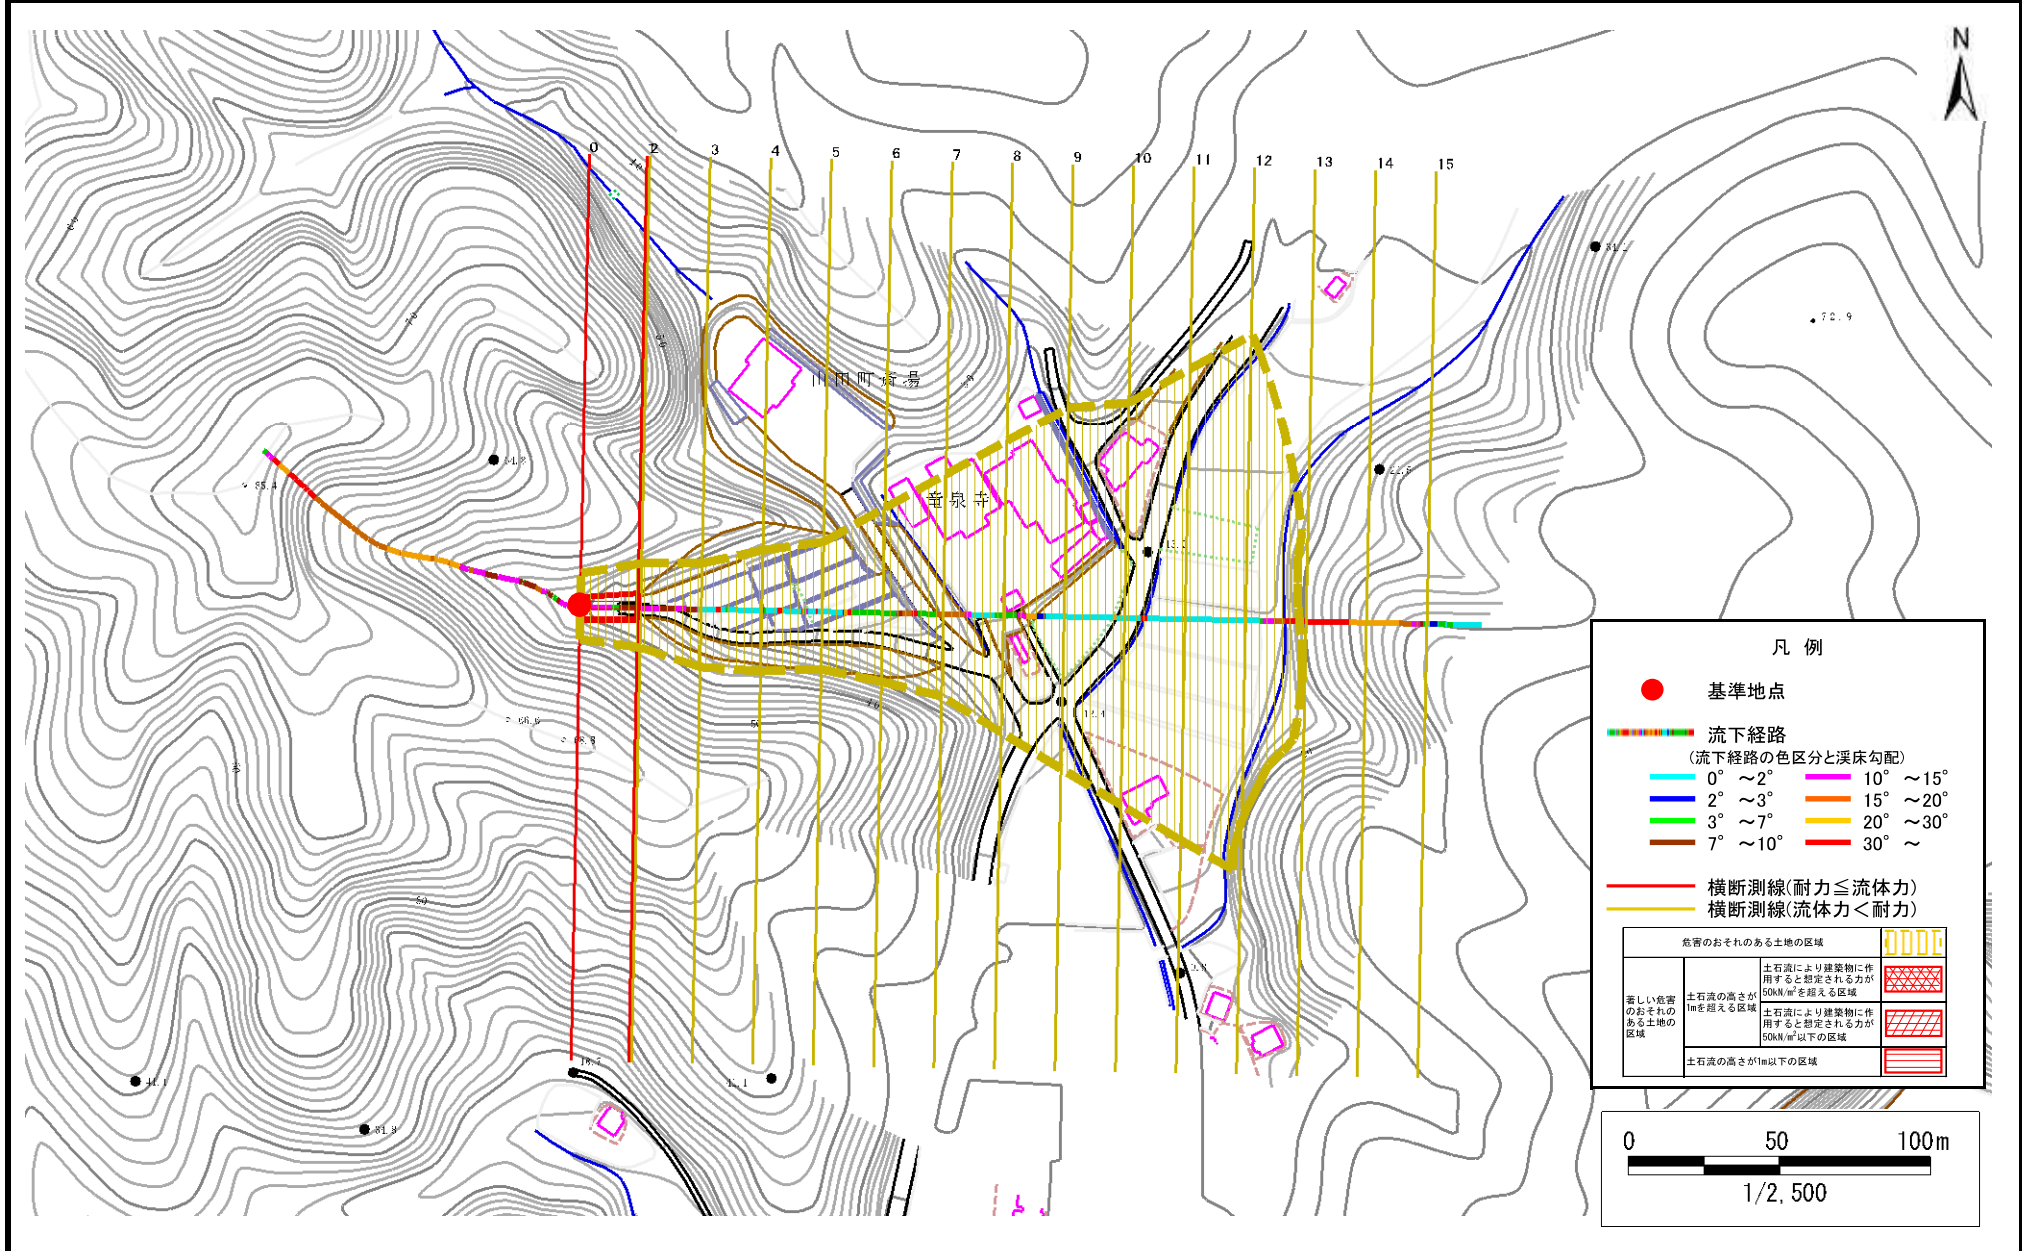 N
0
2
3
4
5
6
7
8
9
10
11
12
13
14
15
竜泉寺
72.9
85.4
66.6
凡 例
基準地点
流下経路
(流下経路の色区分と渓床勾配)
0° ～2° 10° ～15°
2° ～3° 15° ～20°
3° ～7° 20° ～30°
7° ～10° 30° ～
横断測線(耐力≦流体力)
横断測線(流体力＜耐力)
危害のおそれのある土地の区域
著しい危害
のおそれの
ある土地の
区域
土石流の高さが
1mを超える区域
土石流により建築物に作
用すると想定される力が
50kN/m²を超える区域
土石流により建築物に作
用すると想定される力が
50kN/m²以下の区域
土石流の高さが1m以下の区域
0 50 100m
1/2,500